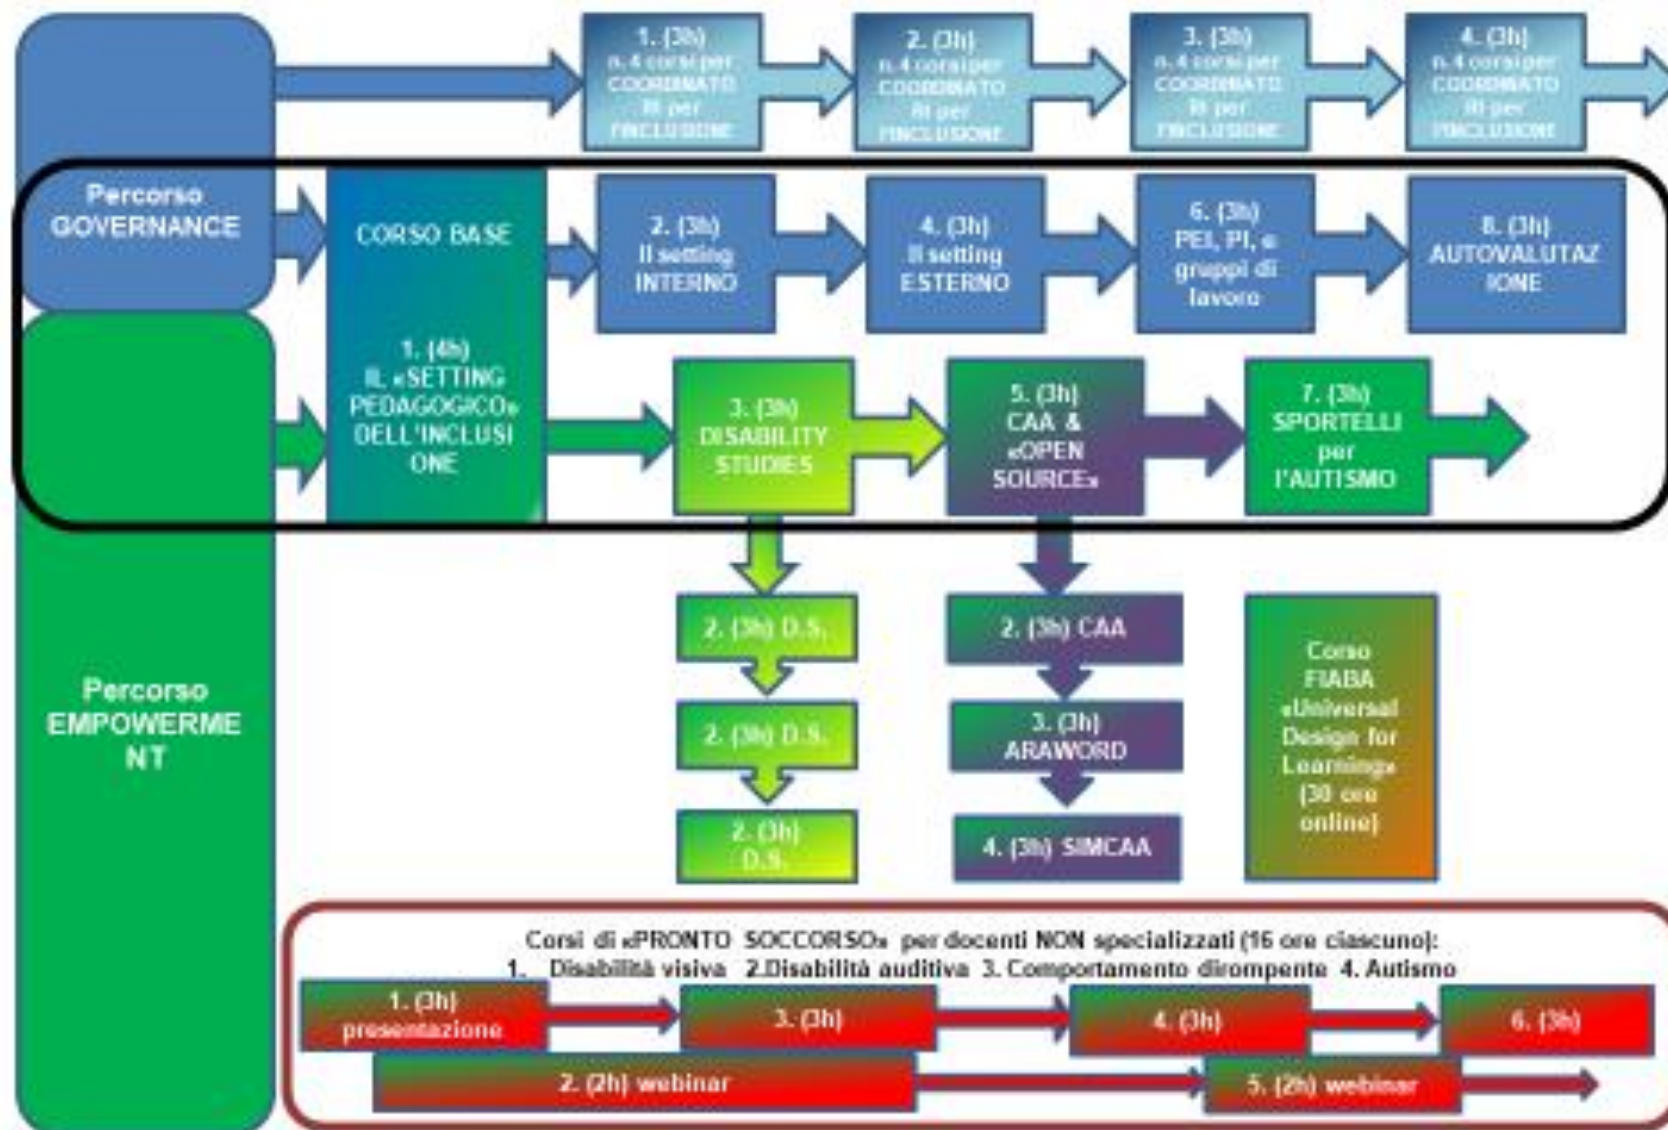 1. (3h)
n. 4 corsi per
COORDINATO
RI per
l'INCLUSIONE
2. (3h)
n. 4 corsi per
COORDINATO
RI per
l'INCLUSIONE
3. (3h)
n. 4 corsi per
COORDINATO
RI per
l'INCLUSIONE
4. (3h)
n. 4 corsi per
COORDINATO
RI per
l'INCLUSIONE
Percorso
GOVERNANCE
CORSO BASE
1. (4h)
IL «SETTING
PEDAGOGICO»
DELL'INCLUSI
ONE
2. (3h)
Il setting
INTERNO
4. (3h)
Il setting
ESTERNO
6. (3h)
PEI, PI, e
gruppi di
lavoro
8. (3h)
AUTOVALUTAZ
IONE
3. (3h)
DISABILITY
STUDIES
5. (3h)
CAA &
«OPEN
SOURCE»
7. (3h)
SPORTELLI
per
l'AUTISMO
Percorso
EMPOWERME
NT
2. (3h) D.S.
2. (3h) D.S.
2. (3h)
D.S.
2. (3h) CAA
3. (3h)
ARAWORD
4. (3h) SIMCAA
Corso
FIABA
«Universal
Design for
Learning»
(30 ore
online)
Corsi di «PRONTO SOCCORSO» per docenti NON specializzati (16 ore ciascuno):
1. Disabilità visiva 2.Disabilità auditiva 3. Comportamento dirompente 4. Autismo
1. (3h)
presentazione
3. (3h)
4. (3h)
6. (3h)
2. (2h) webinar
5. (2h) webinar